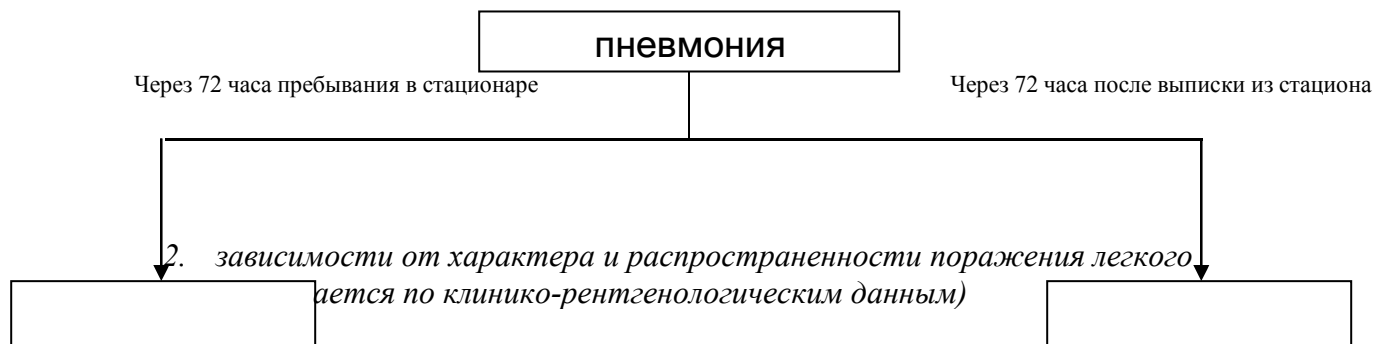 пневмония
Через 72 часа пребывания в стационаре
Через 72 часа после выписки из стациона
2. зависимости от характера и распространенности поражения легкого
ается по клинико-рентгенологическим данным)